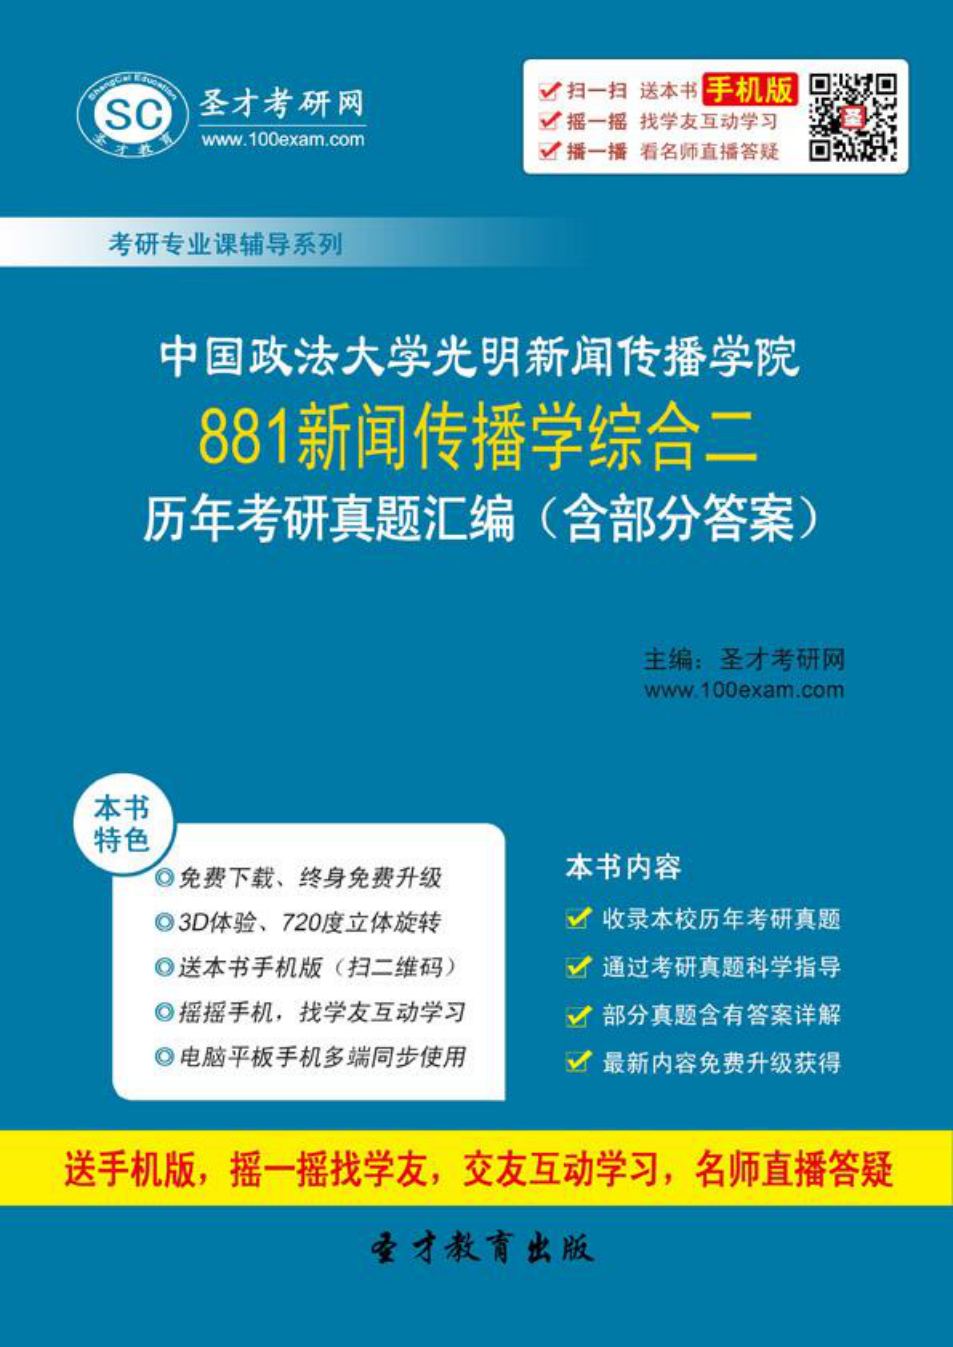 ShengCai Education
SC
圣才教育
圣才考研网
www.100exam.com
扫一扫 送本书 手机版
摇一摇 找学友互动学习
播一播 看名师直播答疑
圣
考研专业课辅导系列
中国政法大学光明新闻传播学院
881新闻传播学综合二
历年考研真题汇编（含部分答案）
主编：圣才考研网
www.100exam.com
本书
特色
◎免费下载、终身免费升级
◎3D体验、720度立体旋转
◎送本书手机版（扫二维码）
◎摇摇手机，找学友互动学习
◎电脑平板手机多端同步使用
本书内容
收录本校历年考研真题
通过考研真题科学指导
部分真题含有答案详解
最新内容免费升级获得
送手机版，摇一摇找学友，交友互动学习，名师直播答疑
圣才教育出版